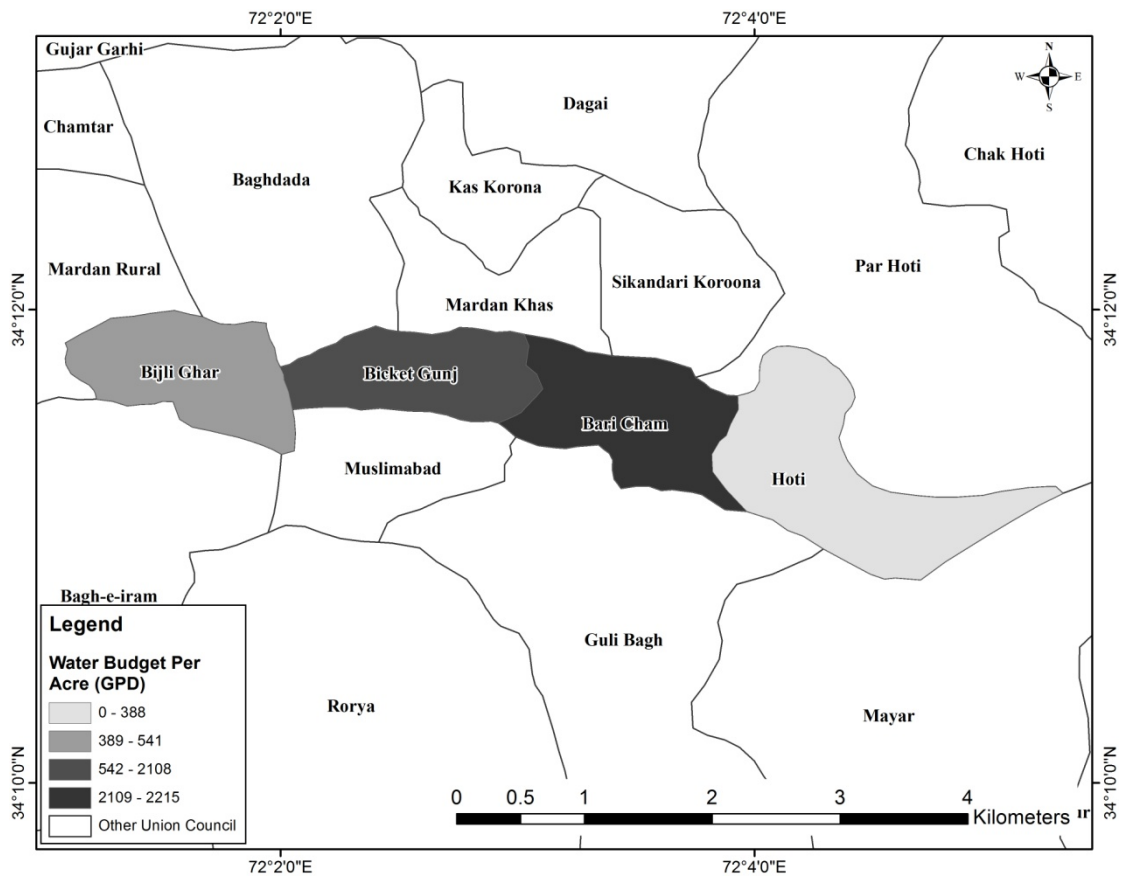 72°2'0"E
72°4'0"E
Gujar Garhi
N
W
E
S
Dagai
Chamtar
Chak Hoti
Baghdada
Kas Korona
Mardan Rural
Par Hoti
Sikandari Koroona
Mardan Khas
34°12'0"N
34°12'0"N
Bijli Ghar
Bicket Gunj
Bari Cham
Muslimabad
Hoti
Bagh-e-iram
Guli Bagh
Rorya
Mayar
Legend
Water Budget Per
Acre (GPD)
0 - 388
389 - 541
542 - 2108
2109 - 2215
Other Union Council
34°10'0"N
34°10'0"N
0
0.5
1
2
3
4
Kilometers
72°2'0"E
72°4'0"E